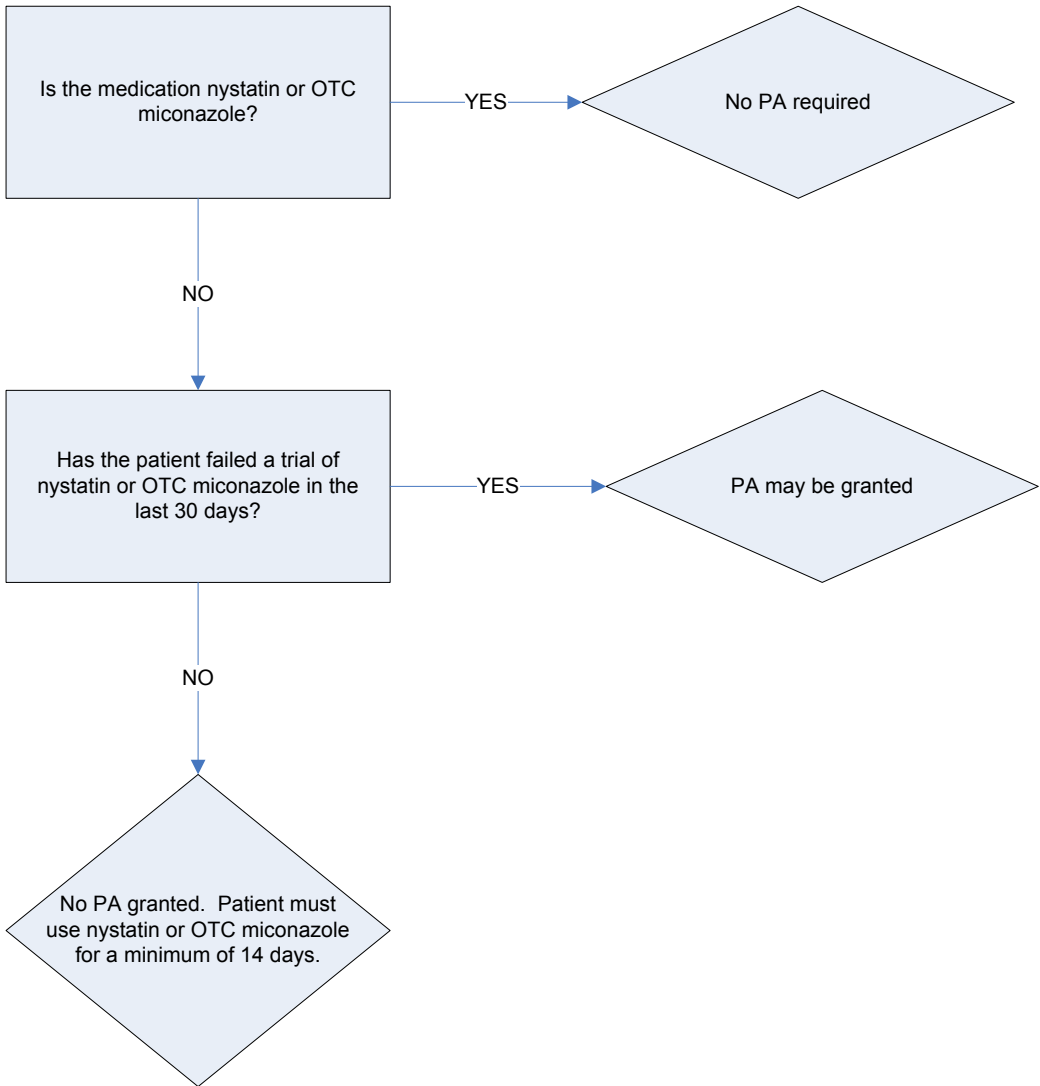 Is the medication nystatin or OTC
miconazole?
YES
No PA required
NO
Has the patient failed a trial of
nystatin or OTC miconazole in the
last 30 days?
YES
PA may be granted
NO
No PA granted.  Patient must
use nystatin or OTC miconazole
for a minimum of 14 days.